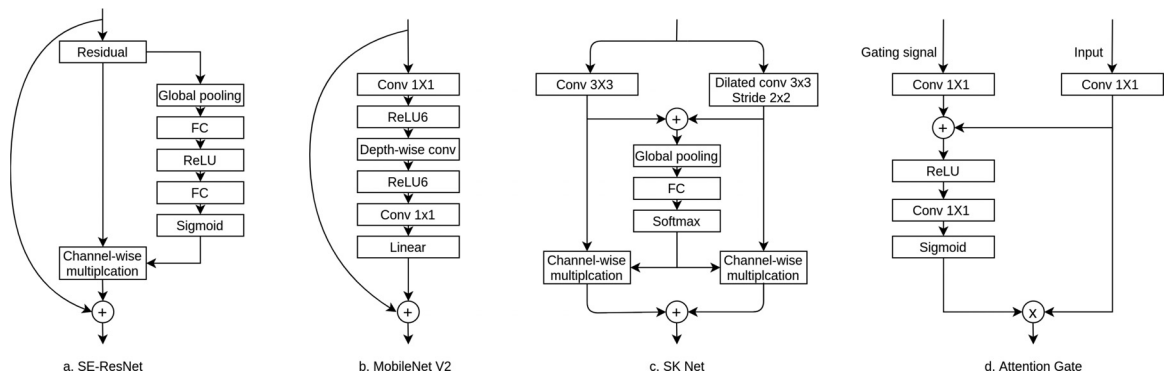 Residual
Global pooling
FC
ReLU
FC
Sigmoid
Channel-wise
multiplcation
+
a. SE-ResNet
Conv 1X1
ReLU6
Depth-wise conv
ReLU6
Conv 1x1
Linear
+
b. MobileNet V2
Conv 3X3
Dilated conv 3x3
Stride 2x2
+
Global pooling
FC
Softmax
Channel-wise
multiplcation
Channel-wise
multiplcation
+
c. SK Net
Gating signal
Input
Conv 1X1
Conv 1X1
+
ReLU
Conv 1X1
Sigmoid
x
d. Attention Gate